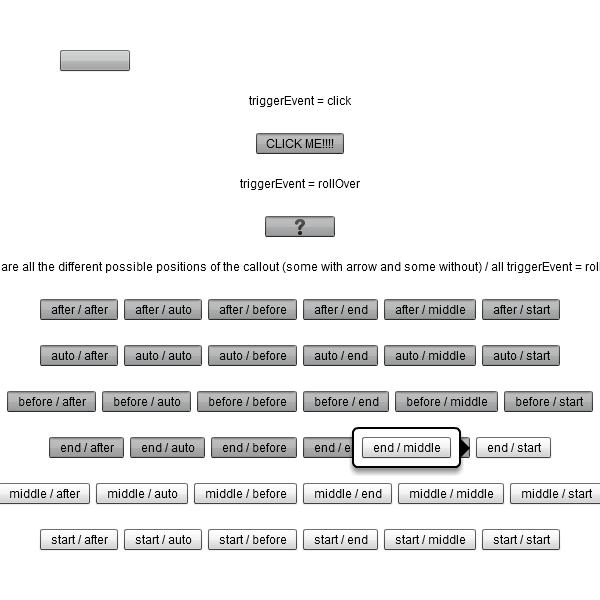 triggerEvent = click
CLICK ME!!!!
triggerEvent = rollOver
?
are all the different possible positions of the callout (some with arrow and some without) / all triggerEvent =
after / after after / auto after / before after / end after / middle after / start
auto / after auto / auto auto / before auto / end auto / middle auto / start
before / after before / auto before / before before / end before / middle before / start
end / after end / auto end / before end / end / middle end / start
middle / after middle / auto middle / before middle / end middle / middle middle / start
start / after start / auto start / before start / end start / middle start / start